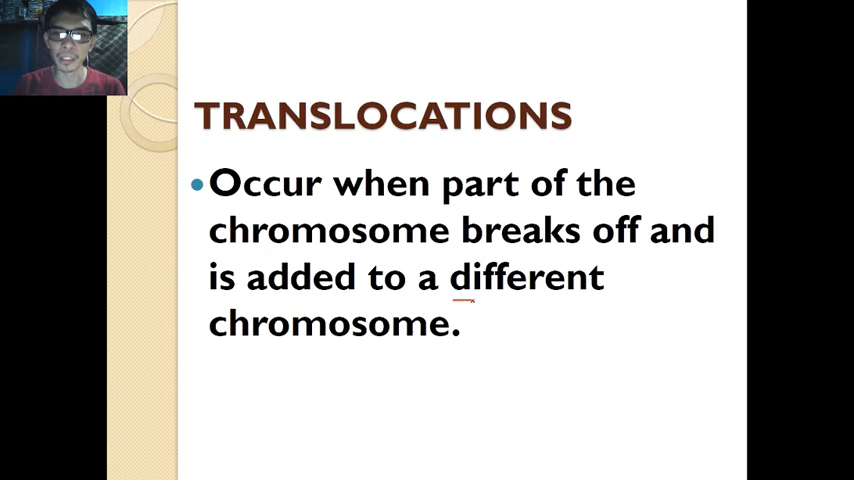 TRANSLOCATIONS
•Occur when part of the
chromosome breaks off and
is added to a different
chromosome.